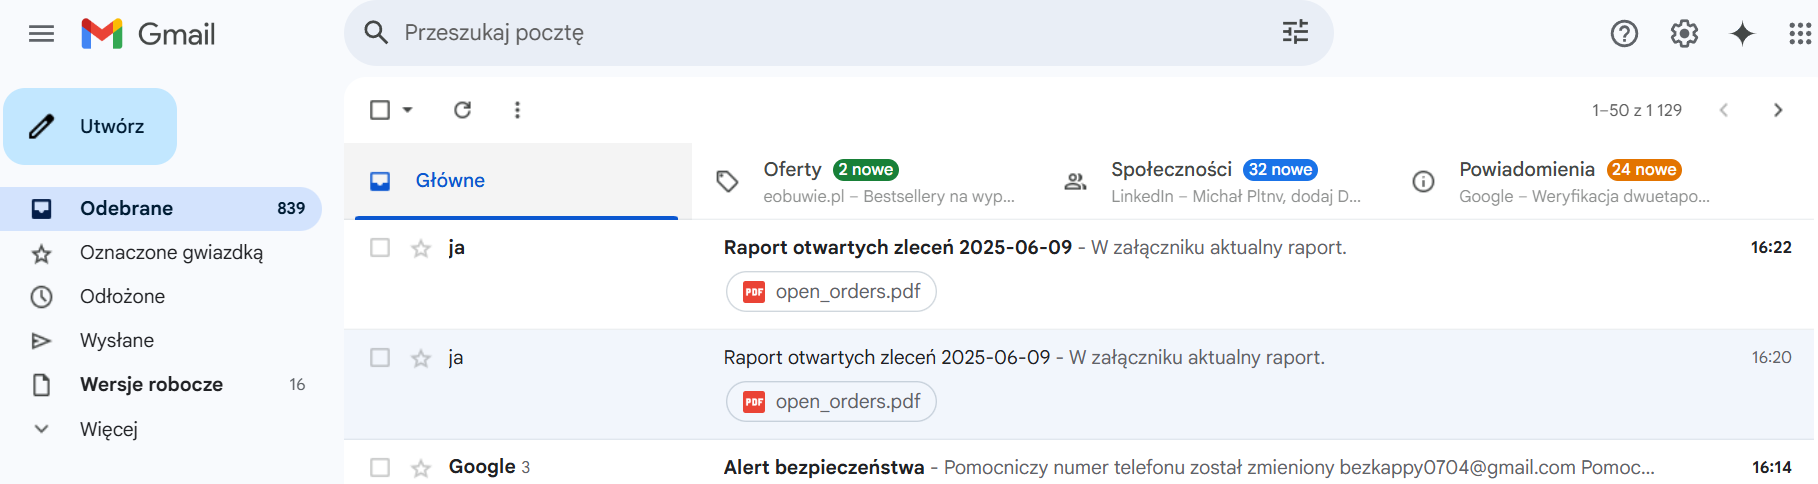 Gmail
Przeszukaj pocztę
Utwórz
1–50 z 1 129
Główne
Oferty 2 nowe
eobuwie.pl – Bestsellery na wyp...
Społeczności 32 nowe
LinkedIn – Michał Pltnv, dodaj D...
Powiadomienia 24 nowe
Google – Weryfikacja dwuetapo...
Odebrane 839
Oznaczone gwiazdką
Odłożone
Wysłane
Wersje robocze 16
Więcej
ja Raport otwartych zleceń 2025-06-09 - W załączniku aktualny raport. 16:22
PDF open_orders.pdf
ja Raport otwartych zleceń 2025-06-09 - W załączniku aktualny raport. 16:20
PDF open_orders.pdf
Google 3 Alert bezpieczeństwa - Pomocniczy numer telefonu został zmieniony bezkappy0704@gmail.com Pomoc... 16:14